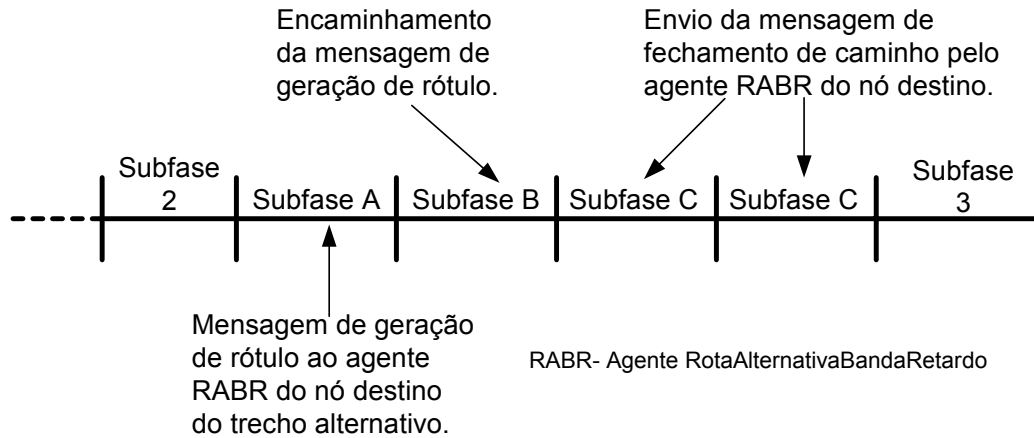 Encaminhamento
da mensagem de
geração de rótulo.
Envio da mensagem de
fechamento de caminho pelo
agente RABR do nó destino.
Subfase
2
Subfase A
Subfase B
Subfase C
Subfase C
Subfase
3
Mensagem de geração
de rótulo ao agente
RABR do nó destino
do trecho alternativo.
RABR- Agente RotaAlternativaBandaRetardo